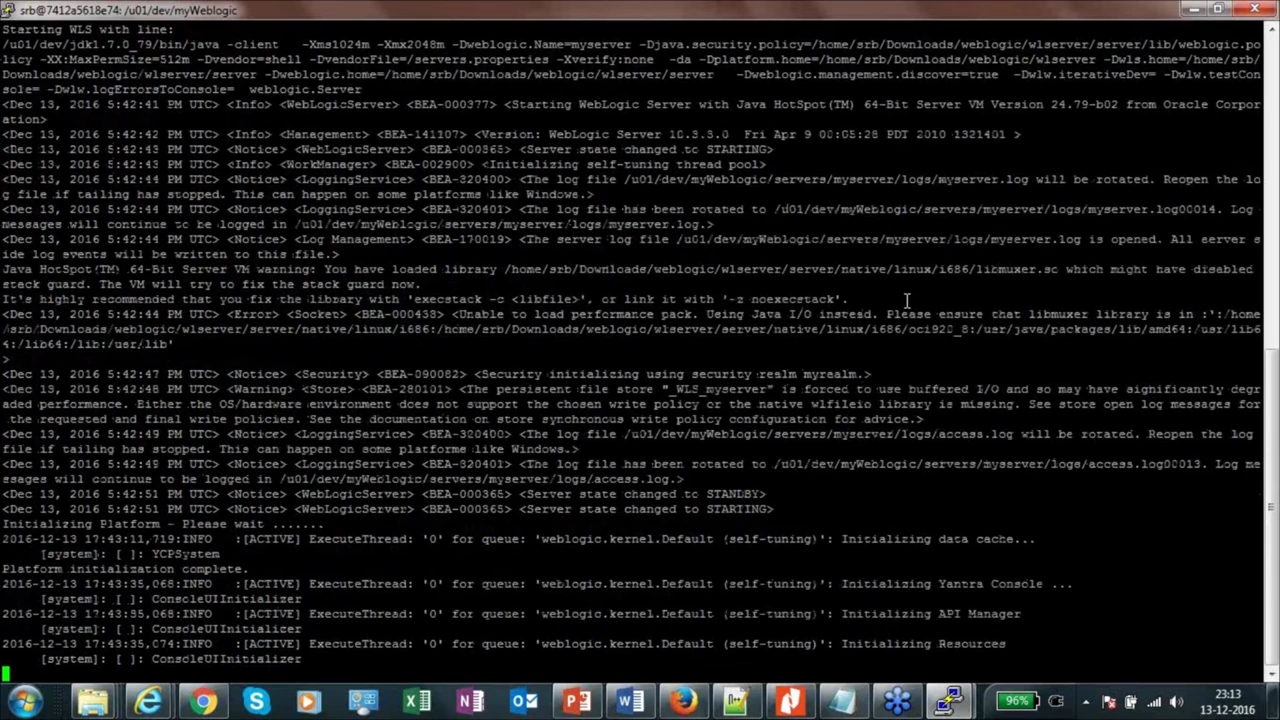 srb@7412a5618e74: /u01/dev/myWeblogic
Starting WLS with line:
/u01/dev/jdk1.7.0_79/bin/java -client   -Xms1024m -Xmx2048m -Dweblogic.Name=myserver -Djava.security.policy=/home/srb/Downloads/weblogic/wlserver/server/lib/weblogic.po
licy -XX:MaxPermSize=512m -Dvendor=shell -DvendorFile=/servers.properties -Xverify:none  -da -Dplatform.home=/home/srb/Downloads/weblogic/wlserver -Dwls.home=/home/srb/
Downloads/weblogic/wlserver/server -Dweblogic.home=/home/srb/Downloads/weblogic/wlserver/server   -Dweblogic.management.discover=true  -Dwlw.iterativeDev= -Dwlw.testCon
sole= -Dwlw.logErrorsToConsole=  weblogic.Server
<Dec 13, 2016 5:42:41 PM UTC> <Info> <WebLogicServer> <BEA-000377> <Starting WebLogic Server with Java HotSpot(TM) 64-Bit Server VM Version 24.79-b02 from Oracle Corpor
ation>
<Dec 13, 2016 5:42:42 PM UTC> <Info> <Management> <BEA-141107> <Version: WebLogic Server 10.3.3.0  Fri Apr 9 00:05:28 PDT 2010 1321401 >
<Dec 13, 2016 5:42:43 PM UTC> <Notice> <WebLogicServer> <BEA-000365> <Server state changed to STARTING>
<Dec 13, 2016 5:42:43 PM UTC> <Info> <WorkManager> <BEA-002900> <Initializing self-tuning thread pool>
<Dec 13, 2016 5:42:44 PM UTC> <Notice> <LoggingService> <BEA-320400> <The log file /u01/dev/myWeblogic/servers/myserver/logs/myserver.log will be rotated. Reopen the lo
g file if tailing has stopped. This can happen on some platforms like Windows.>
<Dec 13, 2016 5:42:44 PM UTC> <Notice> <LoggingService> <BEA-320401> <The log file has been rotated to /u01/dev/myWeblogic/servers/myserver/logs/myserver.log00014. Log
messages will continue to be logged in /u01/dev/myWeblogic/servers/myserver/logs/myserver.log.>
<Dec 13, 2016 5:42:44 PM UTC> <Notice> <Log Management> <BEA-170019> <The server log file /u01/dev/myWeblogic/servers/myserver/logs/myserver.log is opened. All server s
ide log events will be written to this file.>
Java HotSpot(TM) 64-Bit Server VM warning: You have loaded library /home/srb/Downloads/weblogic/wlserver/server/native/linux/i686/libmuxer.so which might have disabled
stack guard. The VM will try to fix the stack guard now.
It's highly recommended that you fix the library with 'execstack -c <libfile>', or link it with '-z noexecstack'.
<Dec 13, 2016 5:42:44 PM UTC> <Error> <Socket> <BEA-000438> <Unable to load performance pack. Using Java I/O instead. Please ensure that libmuxer library is in :':/home
/srb/Downloads/weblogic/wlserver/server/native/linux/i686:/home/srb/Downloads/weblogic/wlserver/server/native/linux/i686/oci920_8:/usr/java/packages/lib/amd64:/usr/lib6
4:/lib64:/lib:/usr/lib'
>
<Dec 13, 2016 5:42:47 PM UTC> <Notice> <Security> <BEA-090082> <Security initializing using security realm myrealm.>
<Dec 13, 2016 5:42:48 PM UTC> <Warning> <Store> <BEA-280101> <The persistent file store "_WLS_myserver" is forced to use buffered I/O and so may have significantly degr
aded performance. Either the OS/hardware environment does not support the chosen write policy or the native wlfileio library is missing. See store open log messages for
 the requested and final write policies. See the documentation on store synchronous write policy configuration for advice.>
<Dec 13, 2016 5:42:49 PM UTC> <Notice> <LoggingService> <BEA-320400> <The log file /u01/dev/myWeblogic/servers/myserver/logs/access.log will be rotated. Reopen the log
file if tailing has stopped. This can happen on some platforms like Windows.>
<Dec 13, 2016 5:42:49 PM UTC> <Notice> <LoggingService> <BEA-320401> <The log file has been rotated to /u01/dev/myWeblogic/servers/myserver/logs/access.log00013. Log me
ssages will continue to be logged in /u01/dev/myWeblogic/servers/myserver/logs/access.log.>
<Dec 13, 2016 5:42:51 PM UTC> <Notice> <WebLogicServer> <BEA-000365> <Server state changed to STANDBY>
<Dec 13, 2016 5:42:51 PM UTC> <Notice> <WebLogicServer> <BEA-000365> <Server state changed to STARTING>
Initializing Platform - Please wait .......
2016-12-13 17:43:11,719:INFO   :[ACTIVE] ExecuteThread: '0' for queue: 'weblogic.kernel.Default (self-tuning)': Initializing data cache...
     [system]: [ ]: YCPSystem
Platform initialization complete.
2016-12-13 17:43:35,068:INFO   :[ACTIVE] ExecuteThread: '0' for queue: 'weblogic.kernel.Default (self-tuning)': Initializing Yantra Console ...
     [system]: [ ]: ConsoleUIInitializer
2016-12-13 17:43:35,068:INFO   :[ACTIVE] ExecuteThread: '0' for queue: 'weblogic.kernel.Default (self-tuning)': Initializing API Manager
     [system]: [ ]: ConsoleUIInitializer
2016-12-13 17:43:35,074:INFO   :[ACTIVE] ExecuteThread: '0' for queue: 'weblogic.kernel.Default (self-tuning)': Initializing Resources
     [system]: [ ]: ConsoleUIInitializer
96%
23:13
13-12-2016